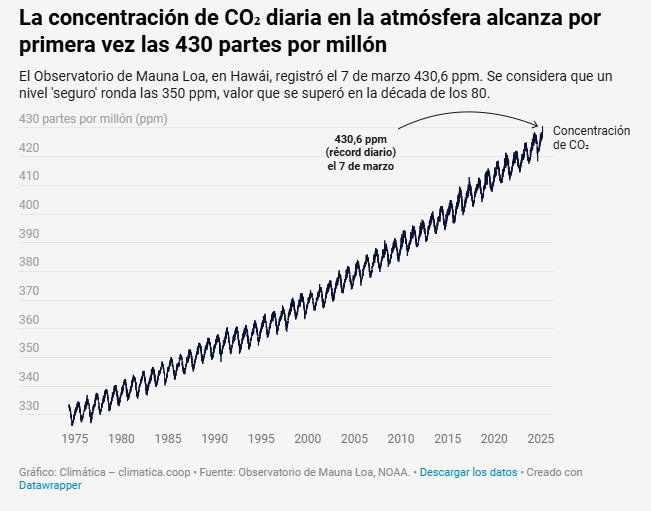 La concentración de CO₂ diaria en la atmósfera alcanza por
primera vez las 430 partes por millón
El Observatorio de Mauna Loa, en Hawái, registró el 7 de marzo 430,6 ppm. Se considera que un
nivel 'seguro' ronda las 350 ppm, valor que se superó en la década de los 80.
430 partes por millón (ppm)
430,6 ppm
(récord diario)
el 7 de marzo
Concentración
de CO₂
420
410
400
390
380
370
360
350
340
330
1975 1980 1985 1990 1995 2000 2005 2010 2015 2020 2025
Gráfico: Climática – climatica.coop • Fuente: Observatorio de Mauna Loa, NOAA. • Descargar los datos • Creado con
Datawrapper